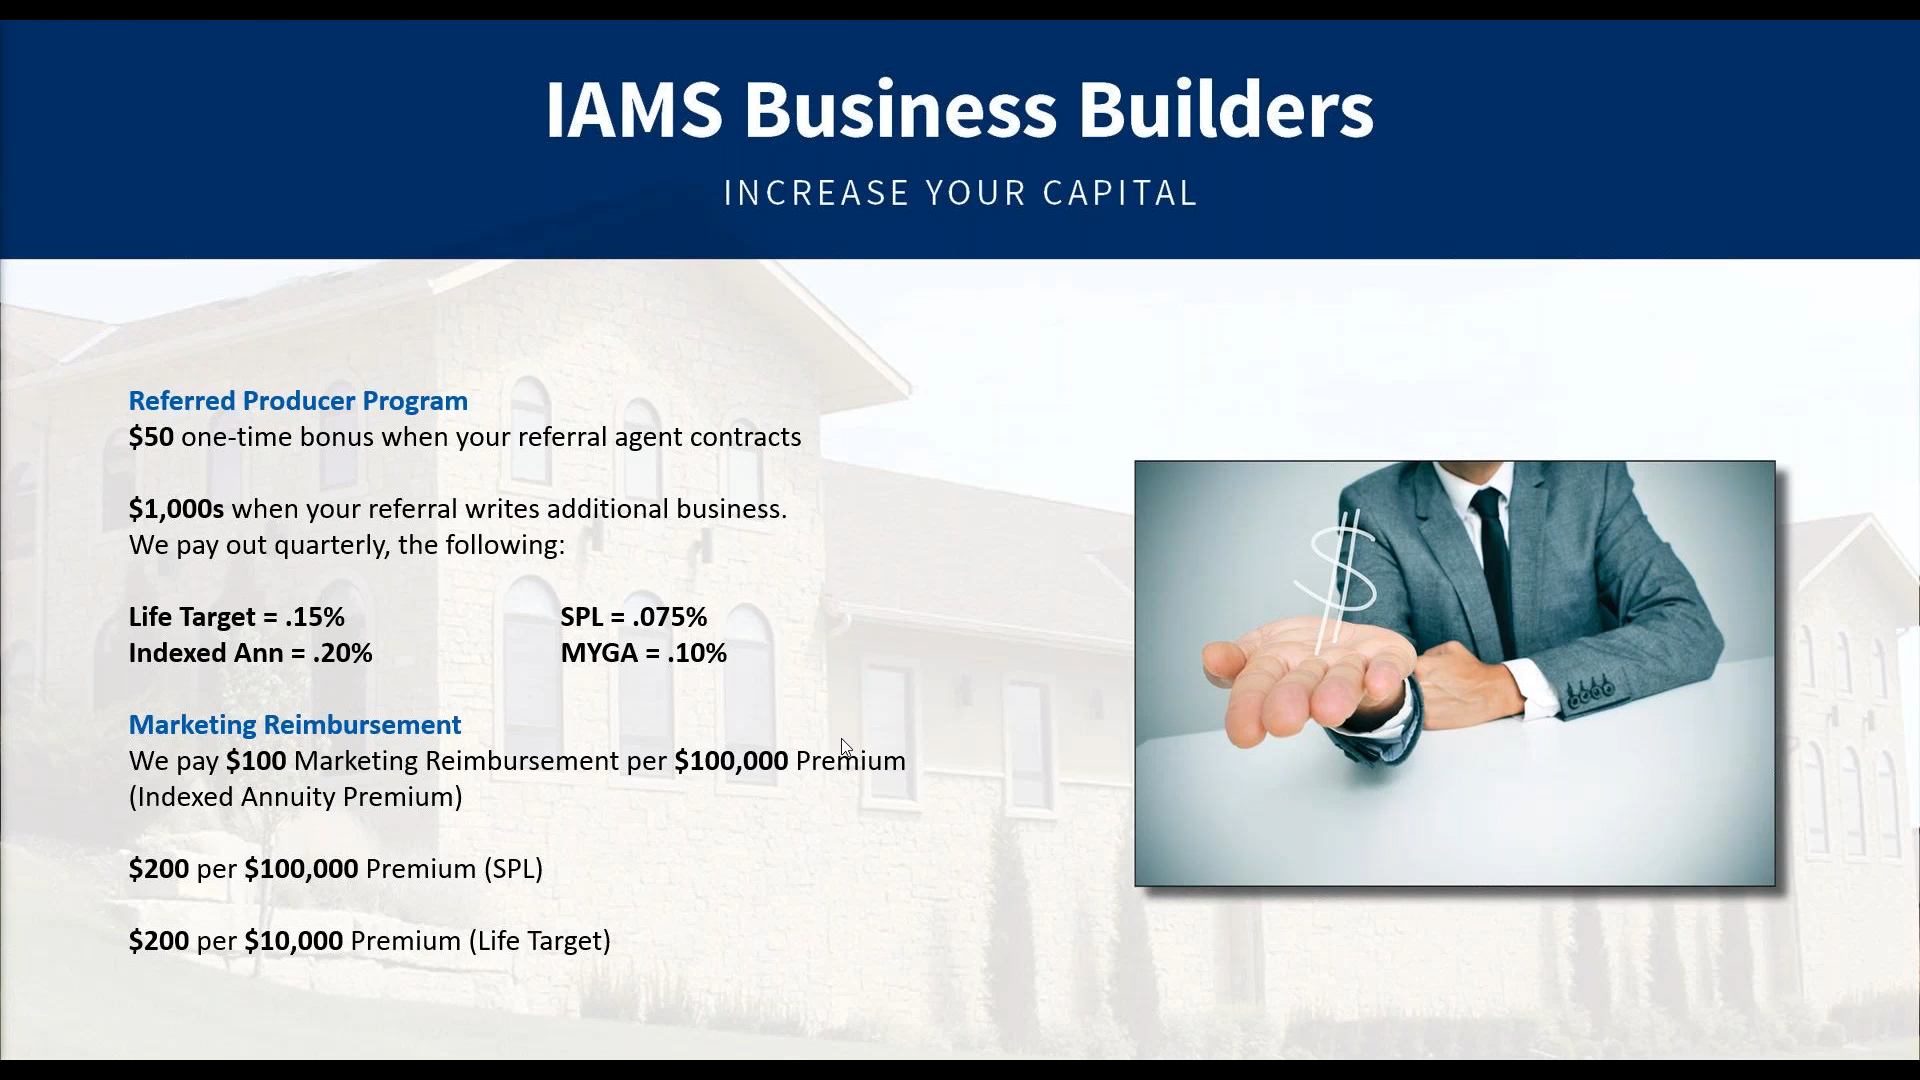 IAMS Business Builders
INCREASE YOUR CAPITAL
Referred Producer Program
$50 one-time bonus when your referral agent contracts
$1,000s when your referral writes additional business.
We pay out quarterly, the following:
Life Target = .15% SPL = .075%
Indexed Ann = .20% MYGA = .10%
Marketing Reimbursement
We pay $100 Marketing Reimbursement per $100,000 Premium
(Indexed Annuity Premium)
$200 per $100,000 Premium (SPL)
$200 per $10,000 Premium (Life Target)
$